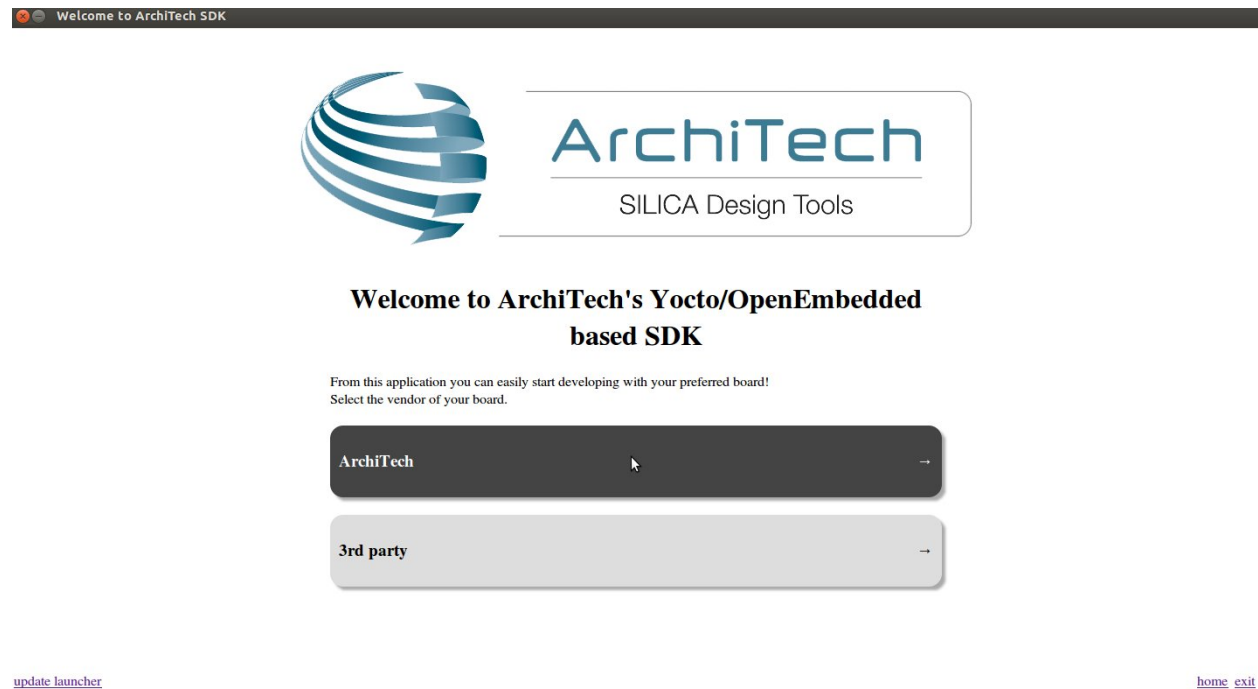 Welcome to ArchiTech SDK
ArchiTech
SILICA Design Tools
Welcome to ArchiTech's Yocto/OpenEmbedded
based SDK
From this application you can easily start developing with your preferred board!
Select the vendor of your board.
ArchiTech →
3rd party →
update launcher home exit